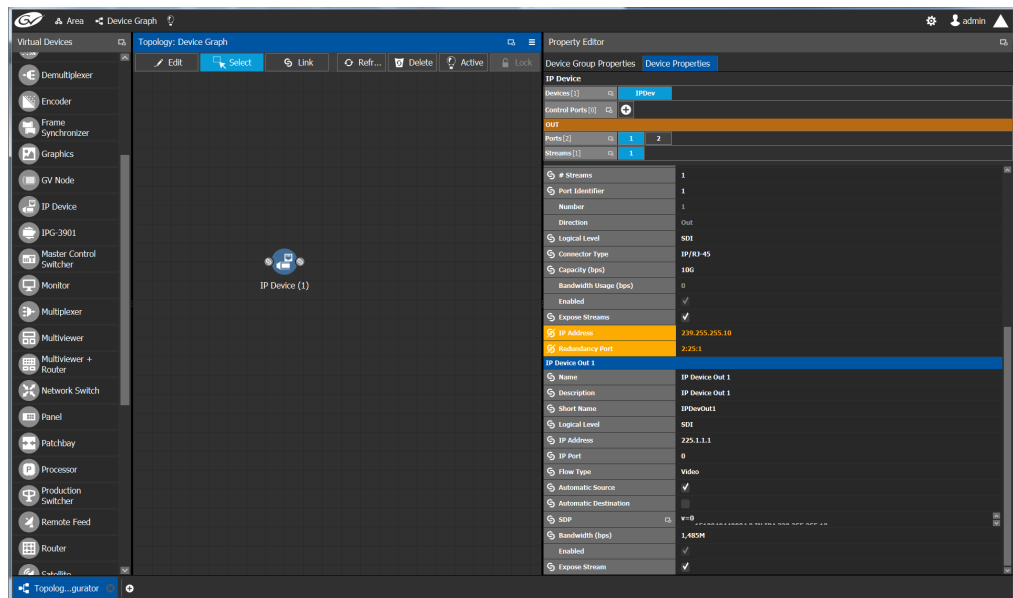 GV Area Device Graph admin
Virtual Devices
Demultiplexer
Encoder
Frame
Synchronizer
Graphics
GV Node
IP Device
IPG-3901
Master Control
Switcher
Monitor
Multiplexer
Multiviewer
Multiviewer +
Router
Network Switch
Panel
Patchbay
Processor
Production
Switcher
Remote Feed
Router
Satellite
Topology: Device Graph
Edit Select Link Refr... Delete Active Lock
IP Device (1)
Property Editor
Device Group Properties Device Properties
IP Device
Devices[1] IPDev
Control Ports[0]
OUT
Ports[2] 1 2
Streams[1] 1
# Streams 1
Port Identifier 1
Number 1
Direction Out
Logical Level SDI
Connector Type IP/RJ-45
Capacity (bps) 10G
Bandwidth Usage (bps) 0
Enabled
Expose Streams
IP Address 239.255.255.10
Redundancy Port 2:25:1
IP Device Out 1
Name IP Device Out 1
Description IP Device Out 1
Short Name IPDevOut1
Logical Level SDI
IP Address 225.1.1.1
IP Port 0
Flow Type Video
Automatic Source
Automatic Destination
SDP v=0
Bandwidth (bps) 1,485M
Enabled
Expose Stream
Topolog...gurator